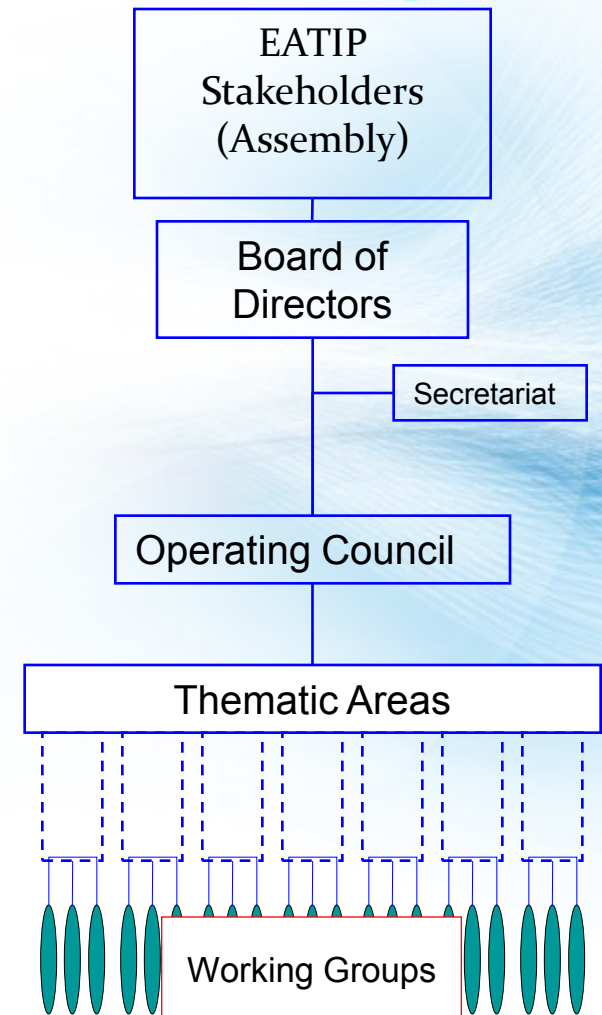 EATIP
Stakeholders
(Assembly)
Board of
Directors
Secretariat
Operating Council
Thematic Areas
Working Groups